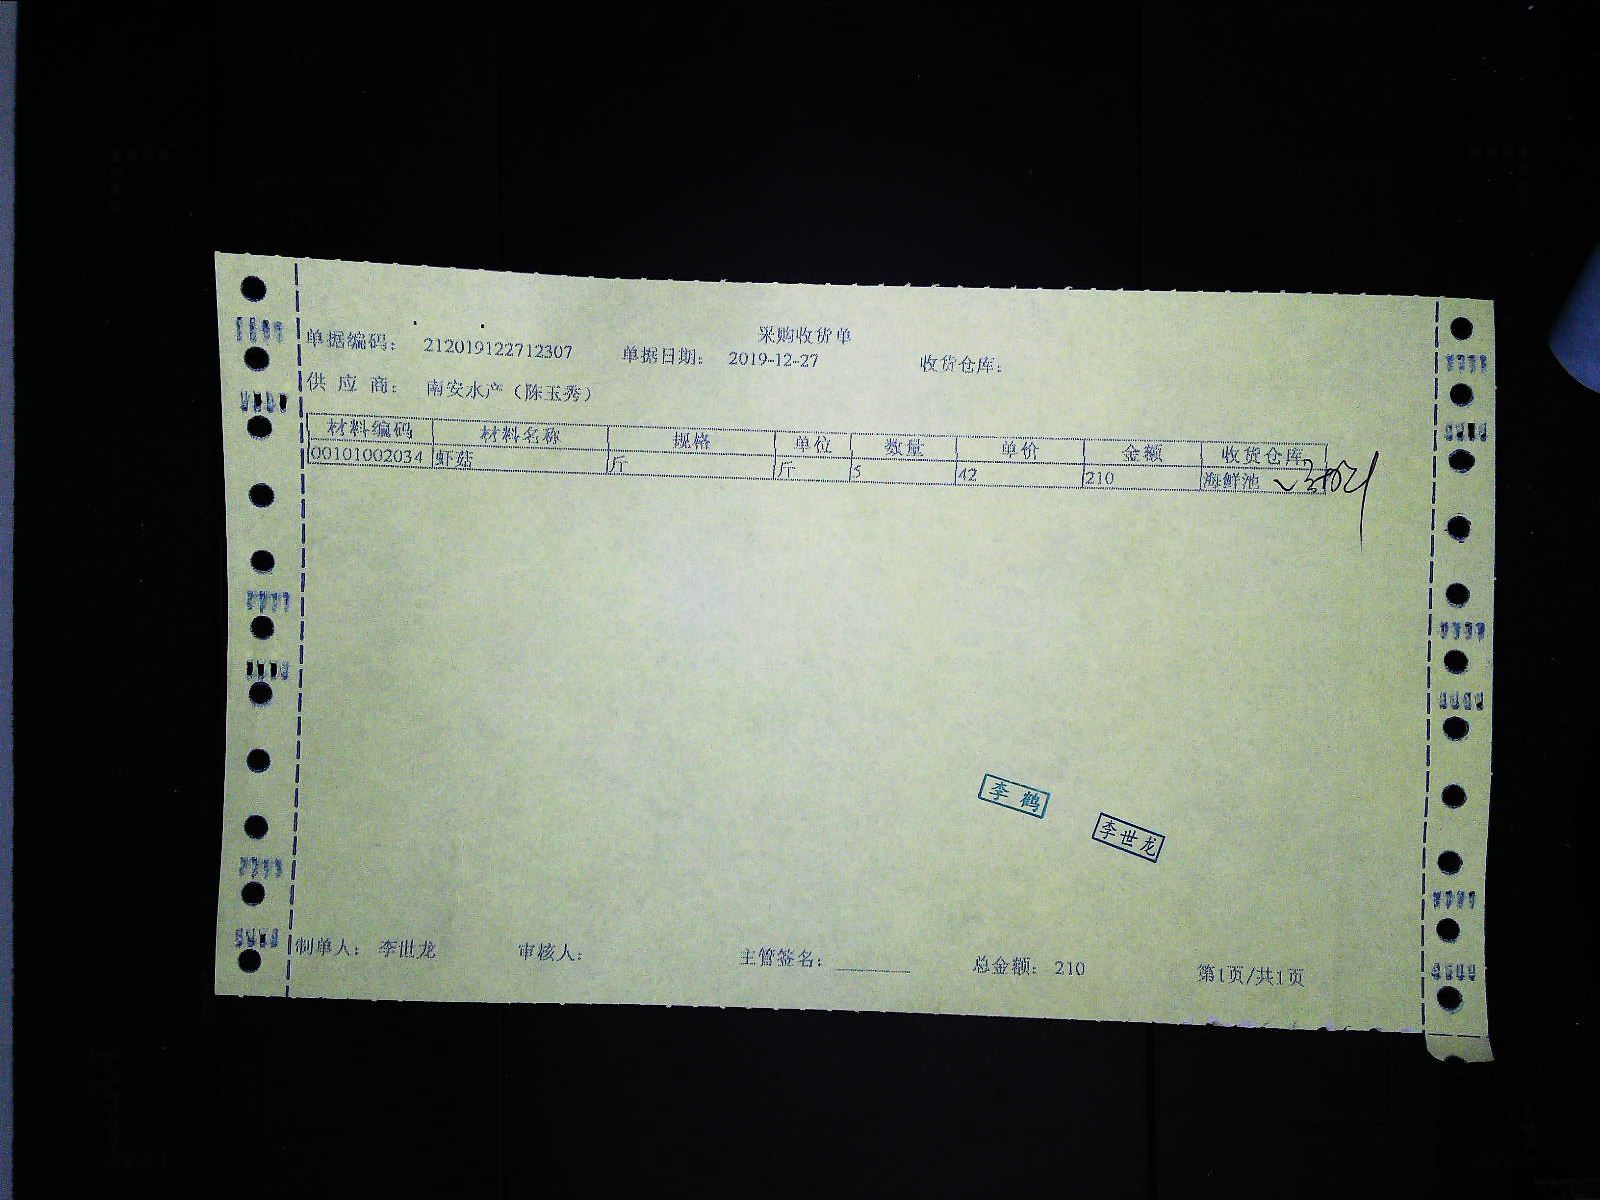 采购收货单
单据编码： 212019122712307 单据日期： 2019-12-27 收货仓库：
供 应 商： 南安水产（陈玉秀）
材料编码 材料名称 规格 单位 数量 单价 金额 收货仓库
00101002034 虾菇 斤 斤 5 42 210 海鲜池
李鹤
李世龙
制单人： 李世龙 审核人： 主管签名： 总金额： 210 第1页/共1页